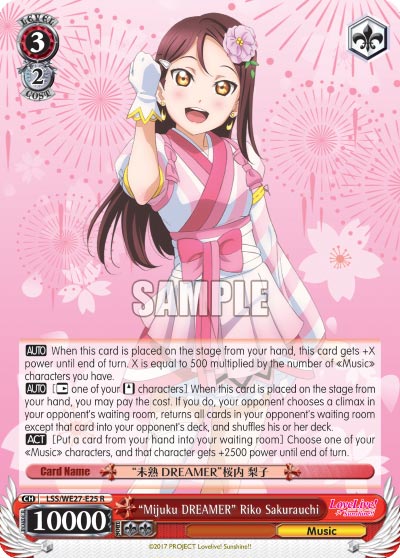 LEVEL
3
2
COST
SAMPLE
AUTO When this card is placed on the stage from your hand, this card gets +X
power until end of turn. X is equal to 500 multiplied by the number of «Music»
characters you have.
AUTO [ one of your characters] When this card is placed on the stage from
your hand, you may pay the cost. If you do, your opponent chooses a climax in
your opponent's waiting room, returns all cards in your opponent's waiting room
except that card into your opponent's deck, and shuffles his or her deck.
ACT [Put a card from your hand into your waiting room] Choose one of your
«Music» characters, and that character gets +2500 power until end of turn.
Card Name “未熟 DREAMER”桜内 梨子
CH LSS/WE27-E25 R
“Mijuku DREAMER” Riko Sakurauchi
LoveLive!
Sunshine!!
10000
SOUL
Music
©2017 PROJECT Lovelive! Sunshine!!